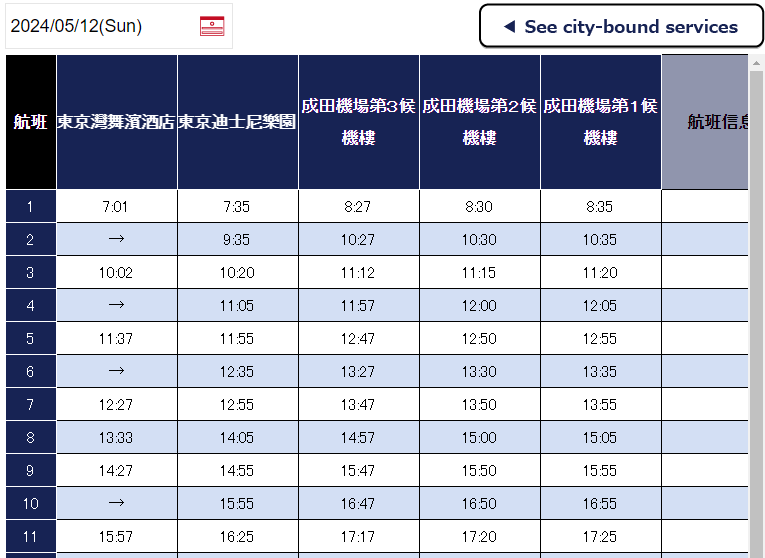 2024/05/12(Sun)
◀ See city-bound services
航班 東京灣舞濱酒店 東京迪士尼樂園 成田機場第3候機樓 成田機場第2候機樓 成田機場第1候機樓 航班信息
1 7:01 7:35 8:27 8:30 8:35
2 → 9:35 10:27 10:30 10:35
3 10:02 10:20 11:12 11:15 11:20
4 → 11:05 11:57 12:00 12:05
5 11:37 11:55 12:47 12:50 12:55
6 → 12:35 13:27 13:30 13:35
7 12:27 12:55 13:47 13:50 13:55
8 13:33 14:05 14:57 15:00 15:05
9 14:27 14:55 15:47 15:50 15:55
10 → 15:55 16:47 16:50 16:55
11 15:57 16:25 17:17 17:20 17:25